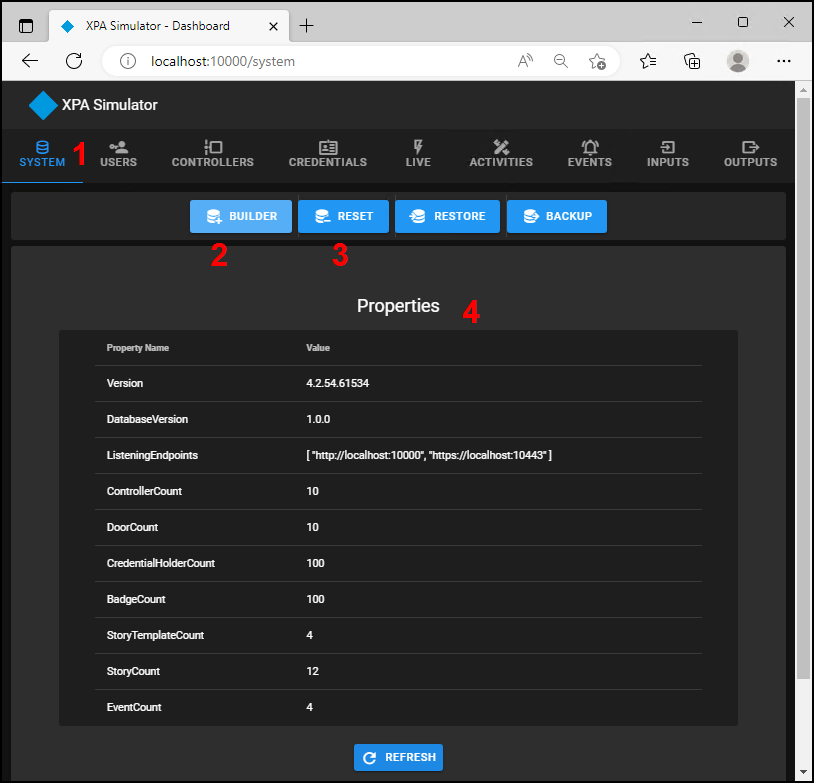 XPA Simulator - Dashboard
localhost:10000/system
XPA Simulator
SYSTEM 1 USERS CONTROLLERS CREDENTIALS LIVE ACTIVITIES EVENTS INPUTS OUTPUTS
BUILDER RESET RESTORE BACKUP
2 3
Properties 4
Property Name Value
Version 4.2.54.61534
DatabaseVersion 1.0.0
ListeningEndpoints [ "http://localhost:10000", "https://localhost:10443" ]
ControllerCount 10
DoorCount 10
CredentialHolderCount 100
BadgeCount 100
StoryTemplateCount 4
StoryCount 12
EventCount 4
REFRESH